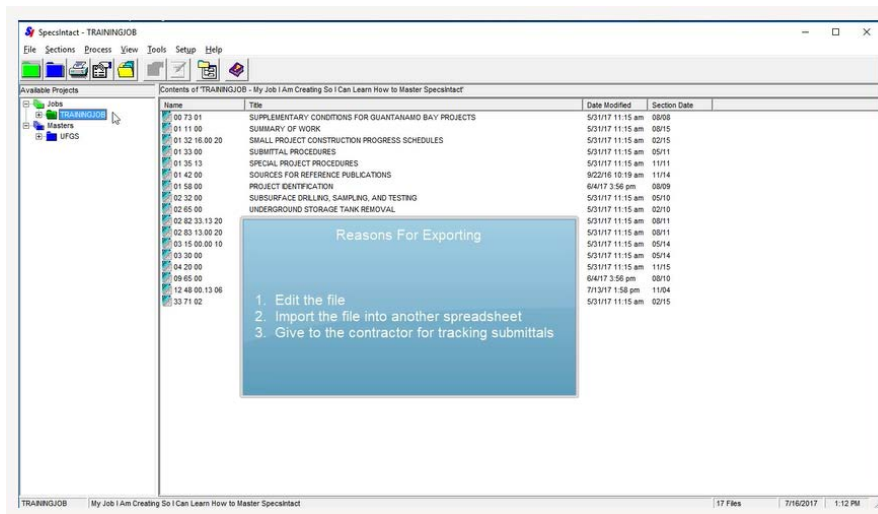 SpecsIntact - TRAININGJOB
File Sections Process View Tools Setup Help
Available Projects
Contents of 'TRAININGJOB - My Job I Am Creating So I Can Learn How to Master SpecsIntact'
Jobs
TRAININGJOB
Masters
UFGS
Name Title Date Modified Section Date
00 73 01 SUPPLEMENTARY CONDITIONS FOR GUANTANAMO BAY PROJECTS 5/31/17 11:15 am 08/08
01 11 00 SUMMARY OF WORK 5/31/17 11:15 am 08/15
01 32 16.00 20 SMALL PROJECT CONSTRUCTION PROGRESS SCHEDULES 5/31/17 11:15 am 02/15
01 33 00 SUBMITTAL PROCEDURES 5/31/17 11:15 am 05/11
01 35 13 SPECIAL PROJECT PROCEDURES 5/31/17 11:15 am 11/11
01 42 00 SOURCES FOR REFERENCE PUBLICATIONS 9/22/16 10:19 am 11/14
01 58 00 PROJECT IDENTIFICATION 6/4/17 3:56 pm 08/09
02 32 00 SUBSURFACE DRILLING, SAMPLING, AND TESTING 5/31/17 11:15 am 05/10
02 65 00 UNDERGROUND STORAGE TANK REMOVAL 5/31/17 11:15 am 02/10
02 82 33.13 20 5/31/17 11:15 am 08/11
02 83 13.00 20 5/31/17 11:15 am 08/11
03 15 00.00 10 5/31/17 11:15 am 05/14
03 30 00 5/31/17 11:15 am 05/14
04 20 00 5/31/17 11:15 am 11/15
09 65 00 6/4/17 3:56 pm 08/10
12 48 00.13 06 7/13/17 1:58 pm 11/04
33 71 02 5/31/17 11:15 am 02/15
Reasons For Exporting
1. Edit the file
2. Import the file into another spreadsheet
3. Give to the contractor for tracking submittals
TRAININGJOB My Job I Am Creating So I Can Learn How to Master SpecsIntact 17 Files 7/16/2017 1:12 PM